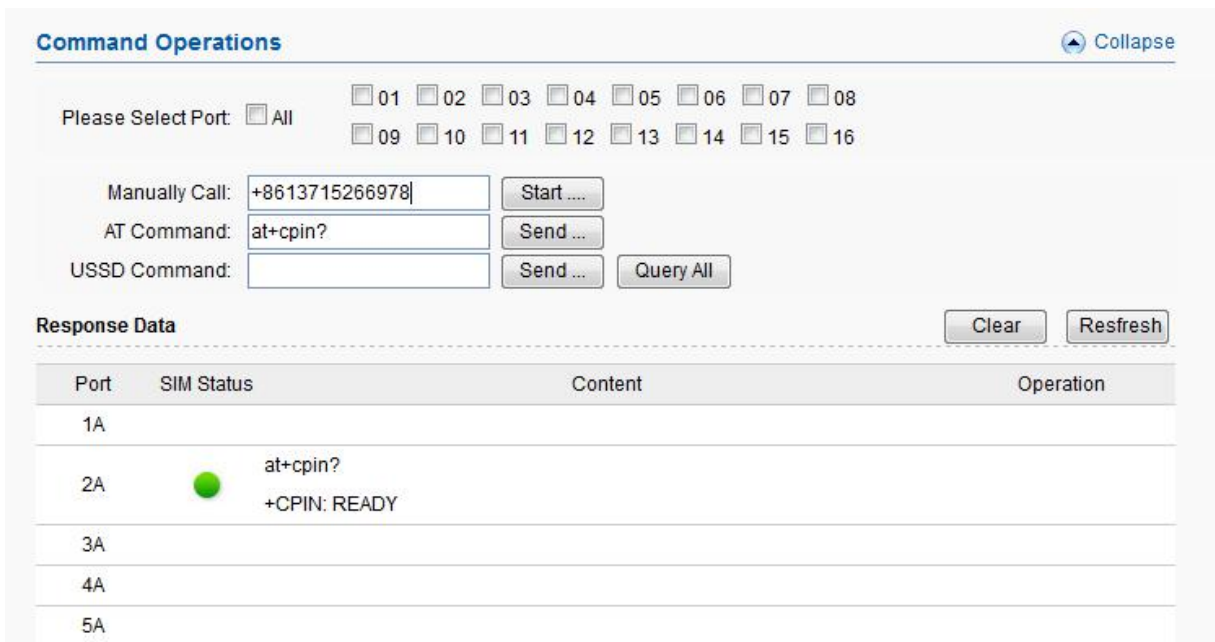 Command Operations Collapse
Please Select Port: All 01 02 03 04 05 06 07 08
09 10 11 12 13 14 15 16
Manually Call: +8613715266978 Start ....
AT Command: at+cpin? Send ...
USSD Command: Send ... Query All
Response Data Clear Resfresh
Port SIM Status Content Operation
1A
2A at+cpin?
+CPIN: READY
3A
4A
5A